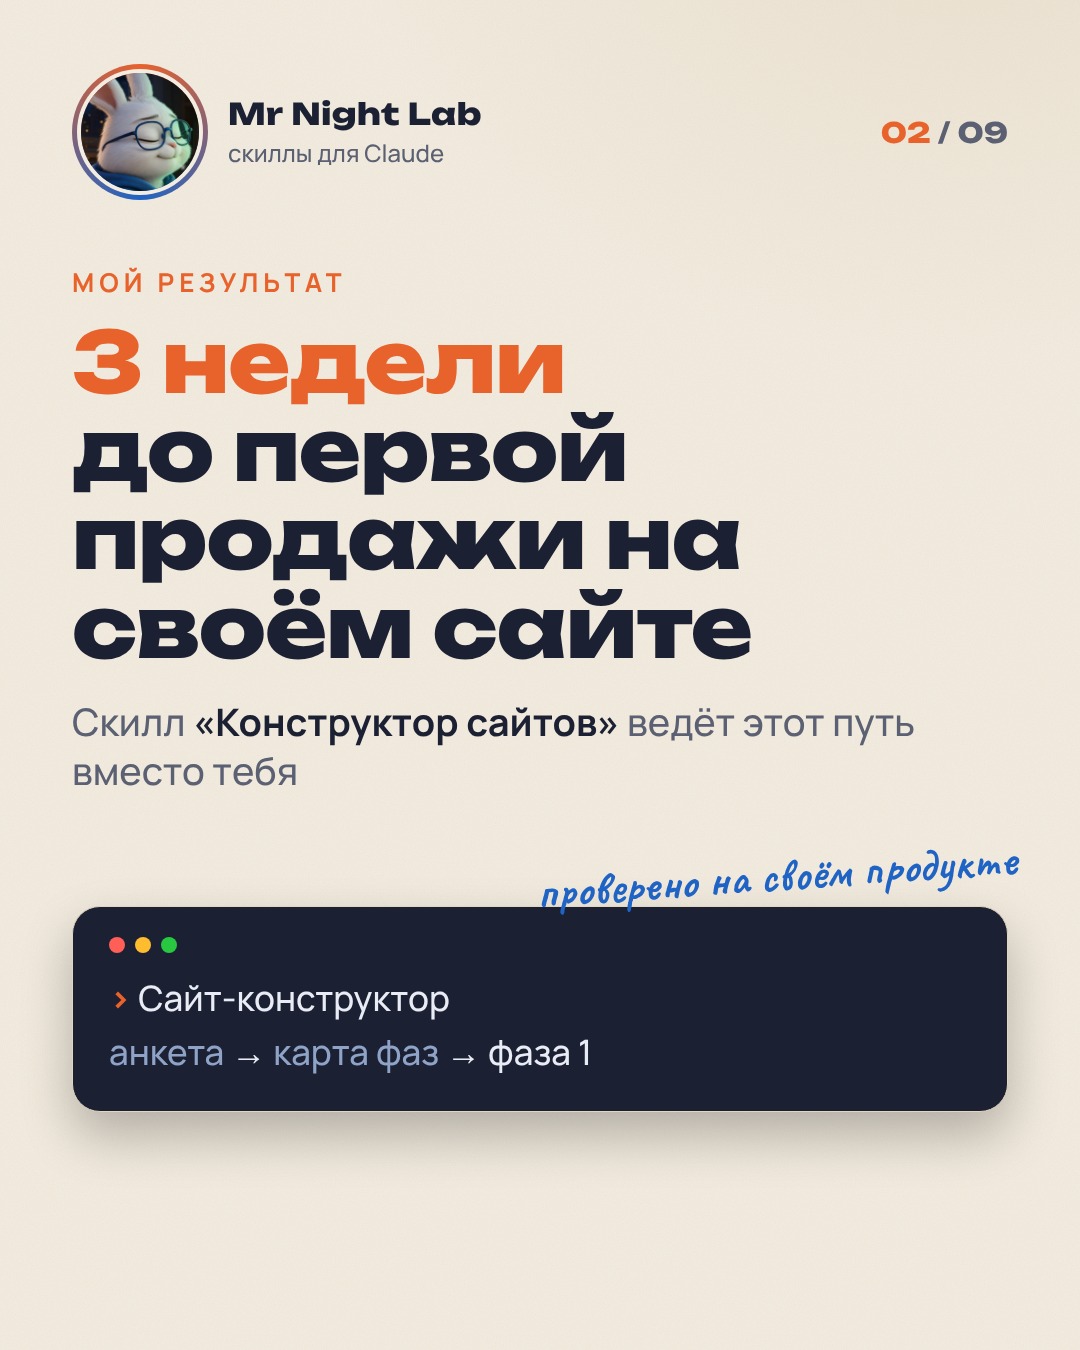 Mr Night Lab
скиллы для Claude
02 / 09
МОЙ РЕЗУЛЬТАТ
3 недели
до первой
продажи на
своём сайте
Скилл «Конструктор сайтов» ведёт этот путь
вместо тебя
проверено на своём продукте
› Сайт-конструктор
анкета → карта фаз → фаза 1